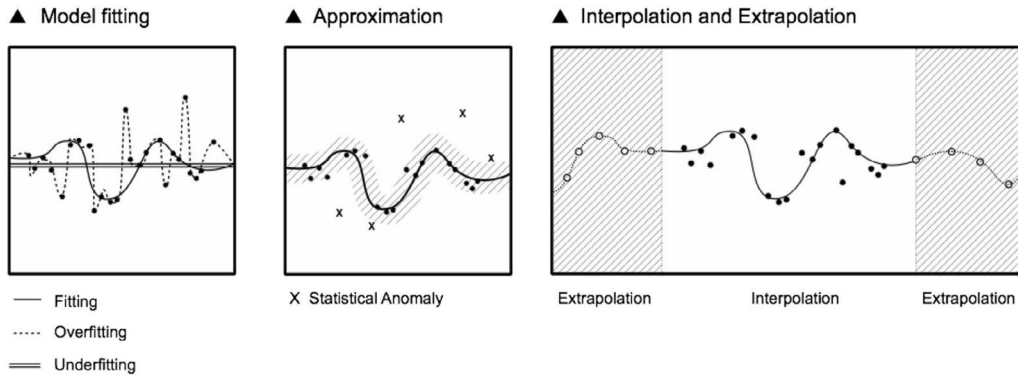 ▲ Model fitting
▲ Approximation
▲ Interpolation and Extrapolation
X
X
X
X
X
Fitting
Overfitting
Underfitting
X Statistical Anomaly
Extrapolation
Interpolation
Extrapolation